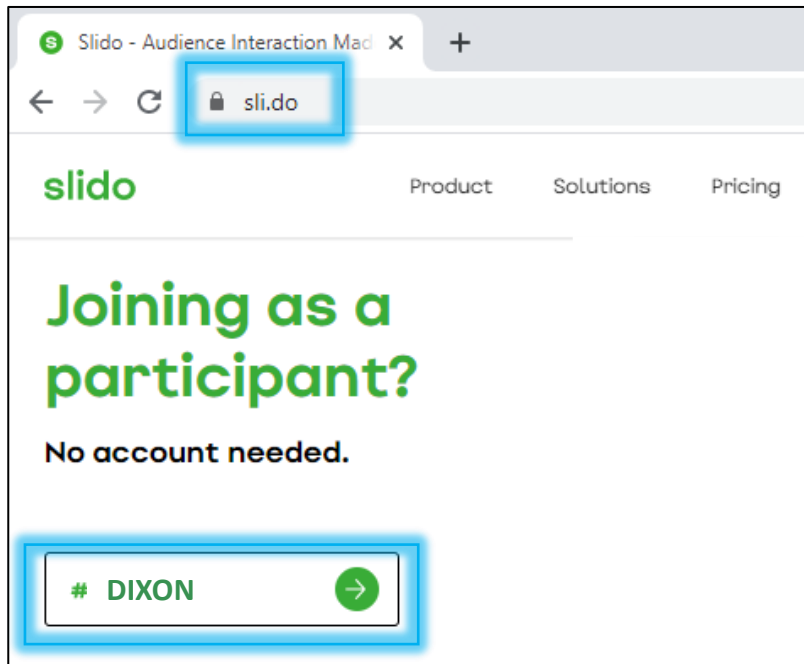 Slido - Audience Interaction Mad
sli.do
slido Product Solutions Pricing
Joining as a
participant?
No account needed.
# DIXON